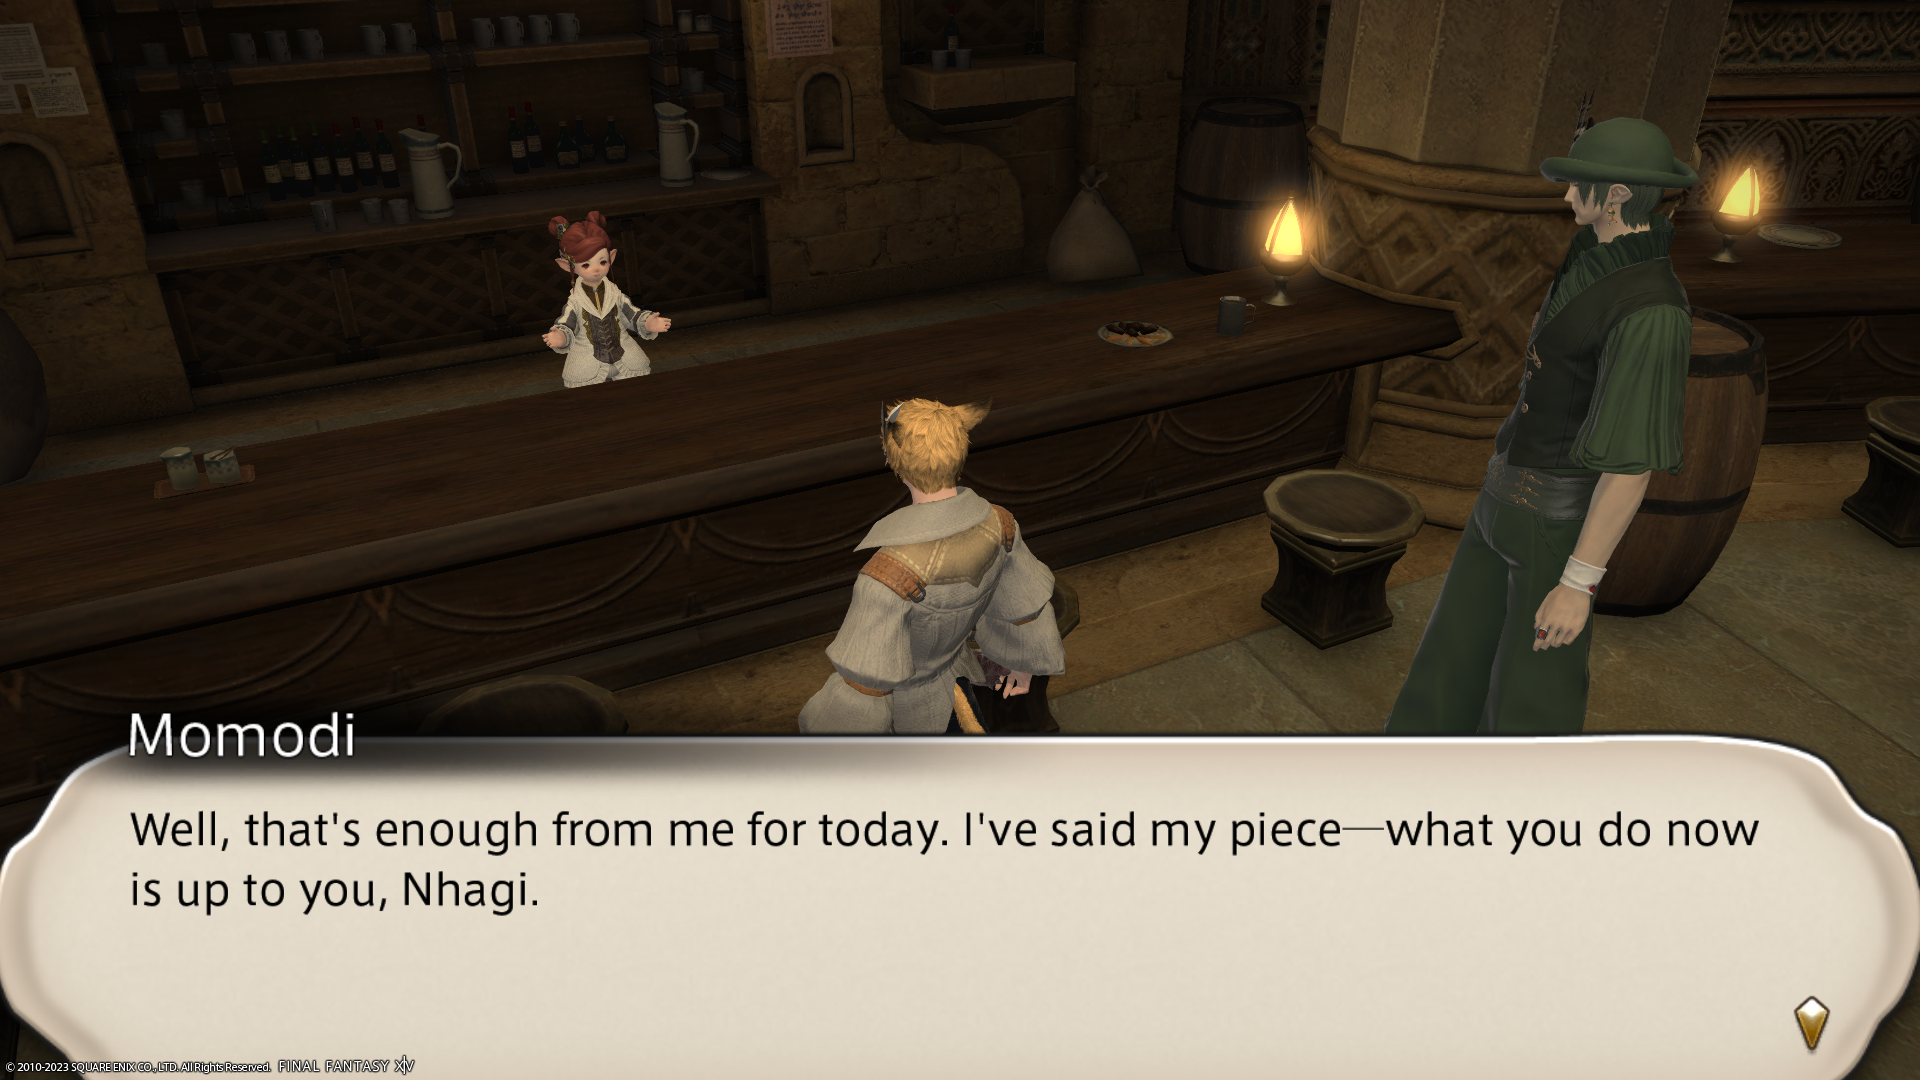 Momodi
Well, that's enough from me for today. I've said my piece—what you do now
is up to you, Nhagi.
© 2010-2023 SQUARE ENIX CO., LTD. All Rights Reserved. FINAL FANTASY XIV